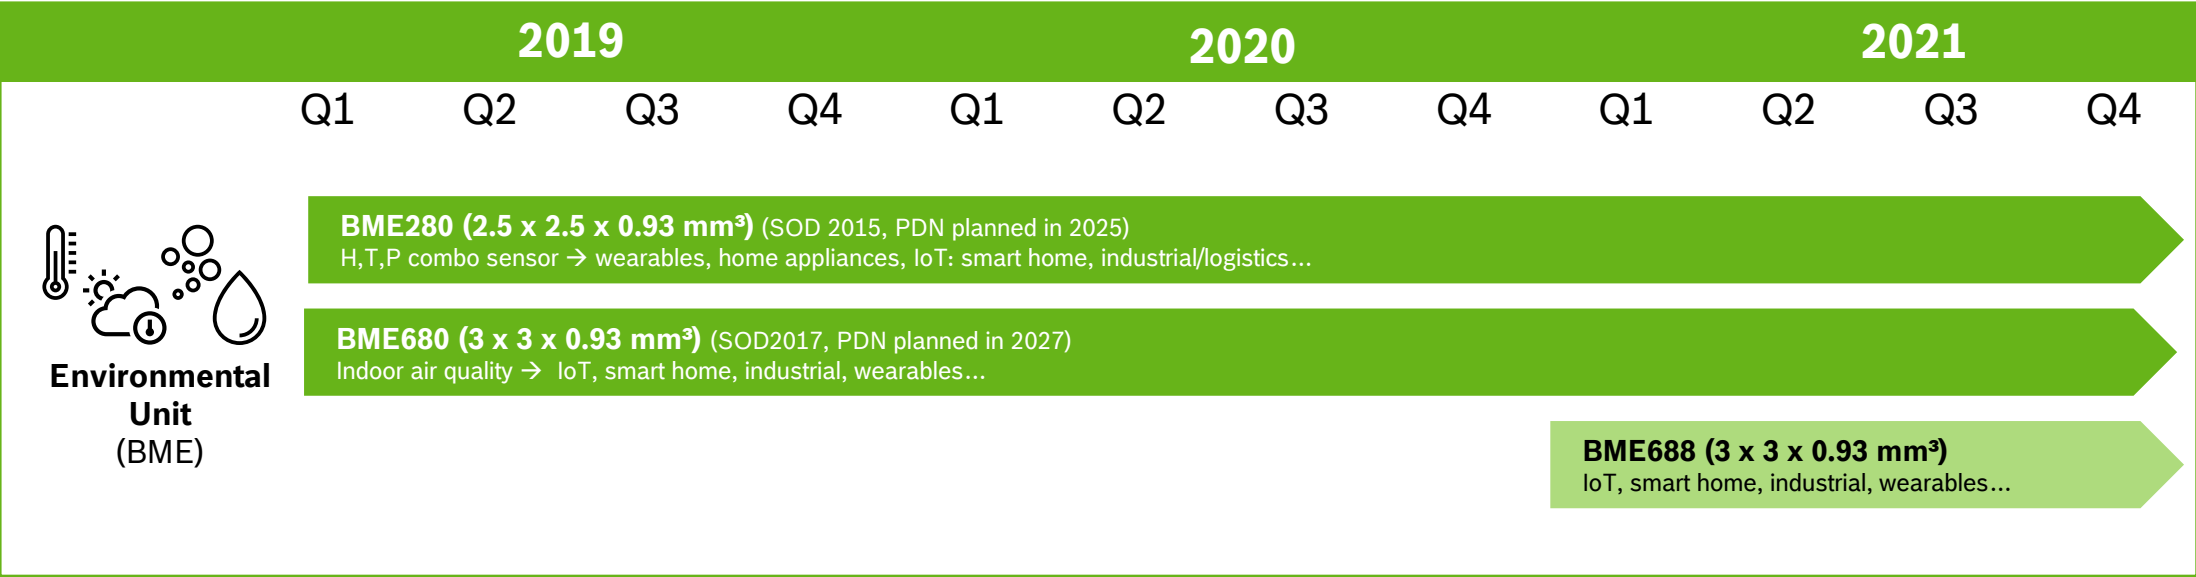 2019 2020 2021
Q1 Q2 Q3 Q4 Q1 Q2 Q3 Q4 Q1 Q2 Q3 Q4
BME280 (2.5 x 2.5 x 0.93 mm³) (SOD 2015, PDN planned in 2025)
H,T,P combo sensor → wearables, home appliances, IoT: smart home, industrial/logistics...
BME680 (3 x 3 x 0.93 mm³) (SOD2017, PDN planned in 2027)
Indoor air quality → IoT, smart home, industrial, wearables...
Environmental
Unit
(BME)
BME688 (3 x 3 x 0.93 mm³)
IoT, smart home, industrial, wearables...